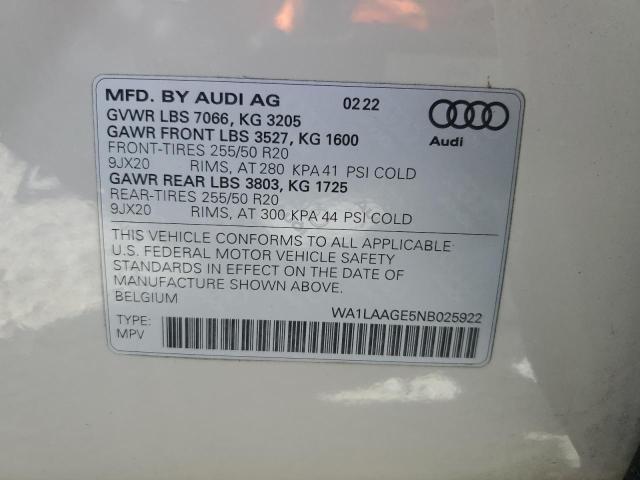 MFD. BY AUDI AG 02 22
GVWR LBS 7066, KG 3205
GAWR FRONT LBS 3527, KG 1600
FRONT-TIRES 255/50 R20
9JX20 RIMS, AT 280 KPA 41 PSI COLD
GAWR REAR LBS 3803, KG 1725
REAR-TIRES 255/50 R20
9JX20 RIMS, AT 300 KPA 44 PSI COLD
Audi
THIS VEHICLE CONFORMS TO ALL APPLICABLE
U.S. FEDERAL MOTOR VEHICLE SAFETY
STANDARDS IN EFFECT ON THE DATE OF
MANUFACTURE SHOWN ABOVE.
BELGIUM
WA1LAAGE5NB025922
TYPE:
MPV